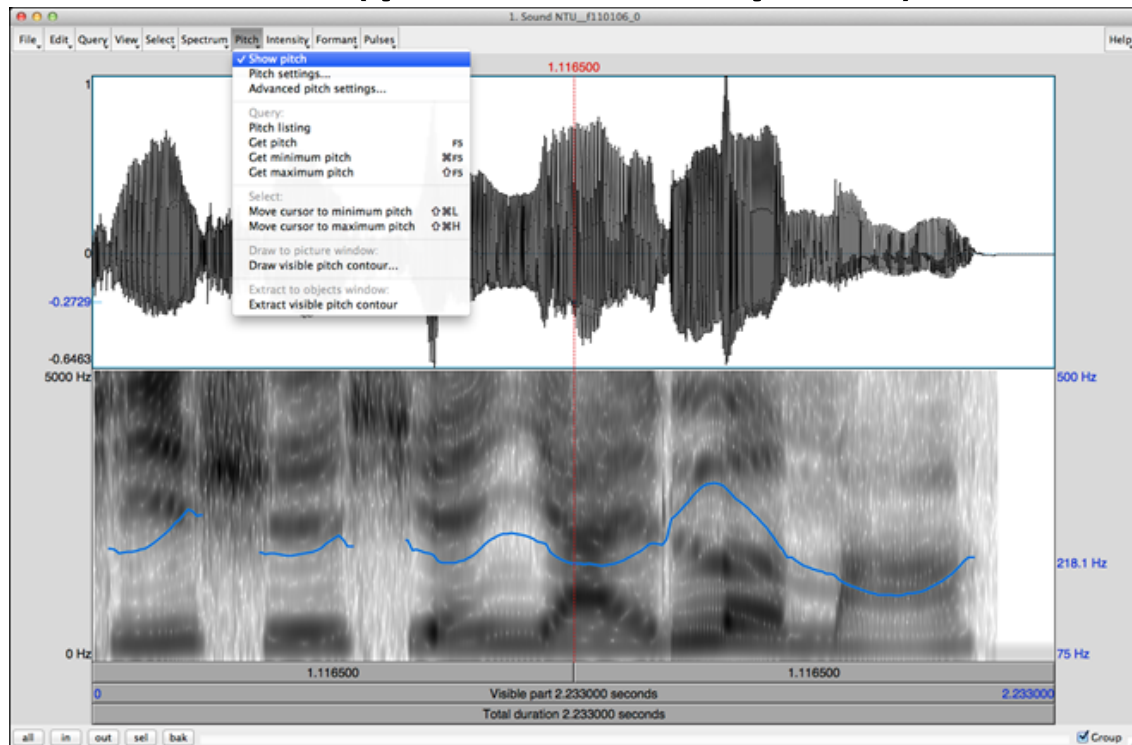 1. Sound NTU__f110106_0
File Edit Query View Select Spectrum Pitch Intensity Formant Pulses Help
✓ Show pitch
Pitch settings...
Advanced pitch settings...
Query:
Pitch listing
Get pitch F5
Get minimum pitch ⌘F5
Get maximum pitch ⇧F5
Select:
Move cursor to minimum pitch ⇧⌘L
Move cursor to maximum pitch ⇧⌘H
Draw to picture window:
Draw visible pitch contour...
Extract to objects window:
Extract visible pitch contour
1.116500
1
0
-0.2729
-0.6463
5000 Hz 500 Hz
218.1 Hz
0 Hz 75 Hz
1.116500 1.116500
0 Visible part 2.233000 seconds 2.233000
Total duration 2.233000 seconds
all in out sel bak Group